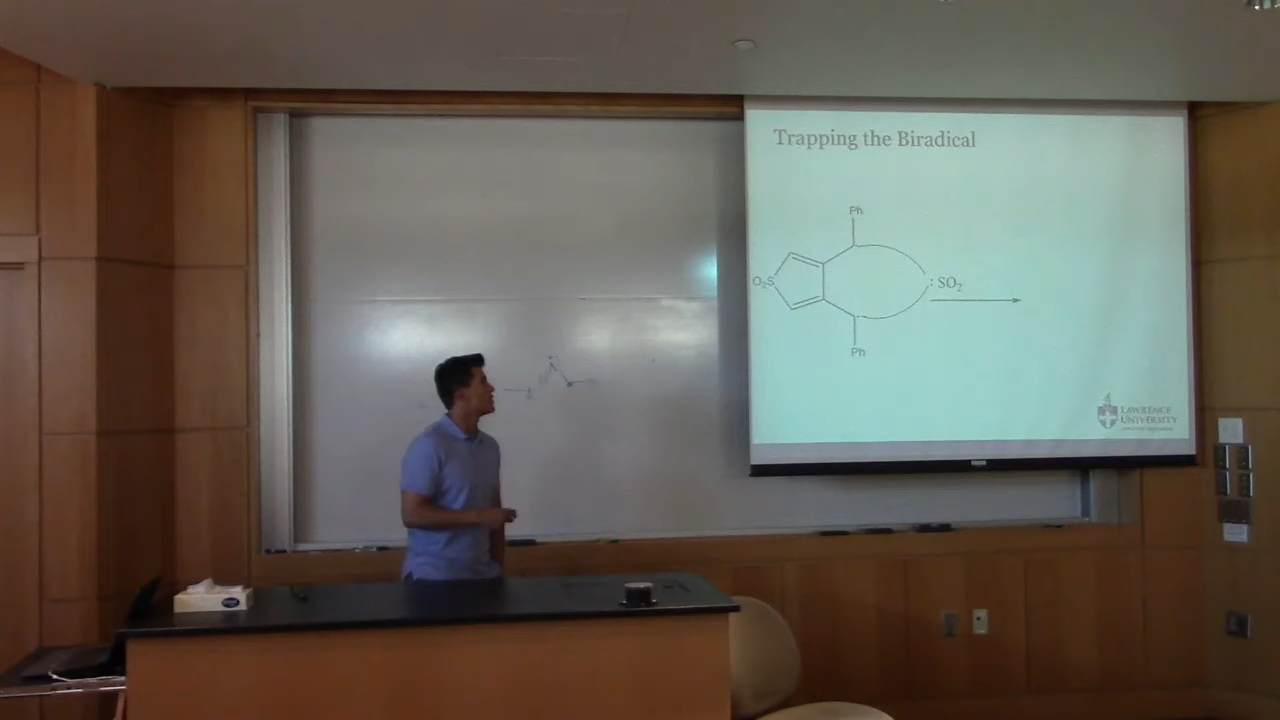 Trapping the Biradical
Ph
O₂S
: SO₂
Ph
LAWRENCE
UNIVERSITY